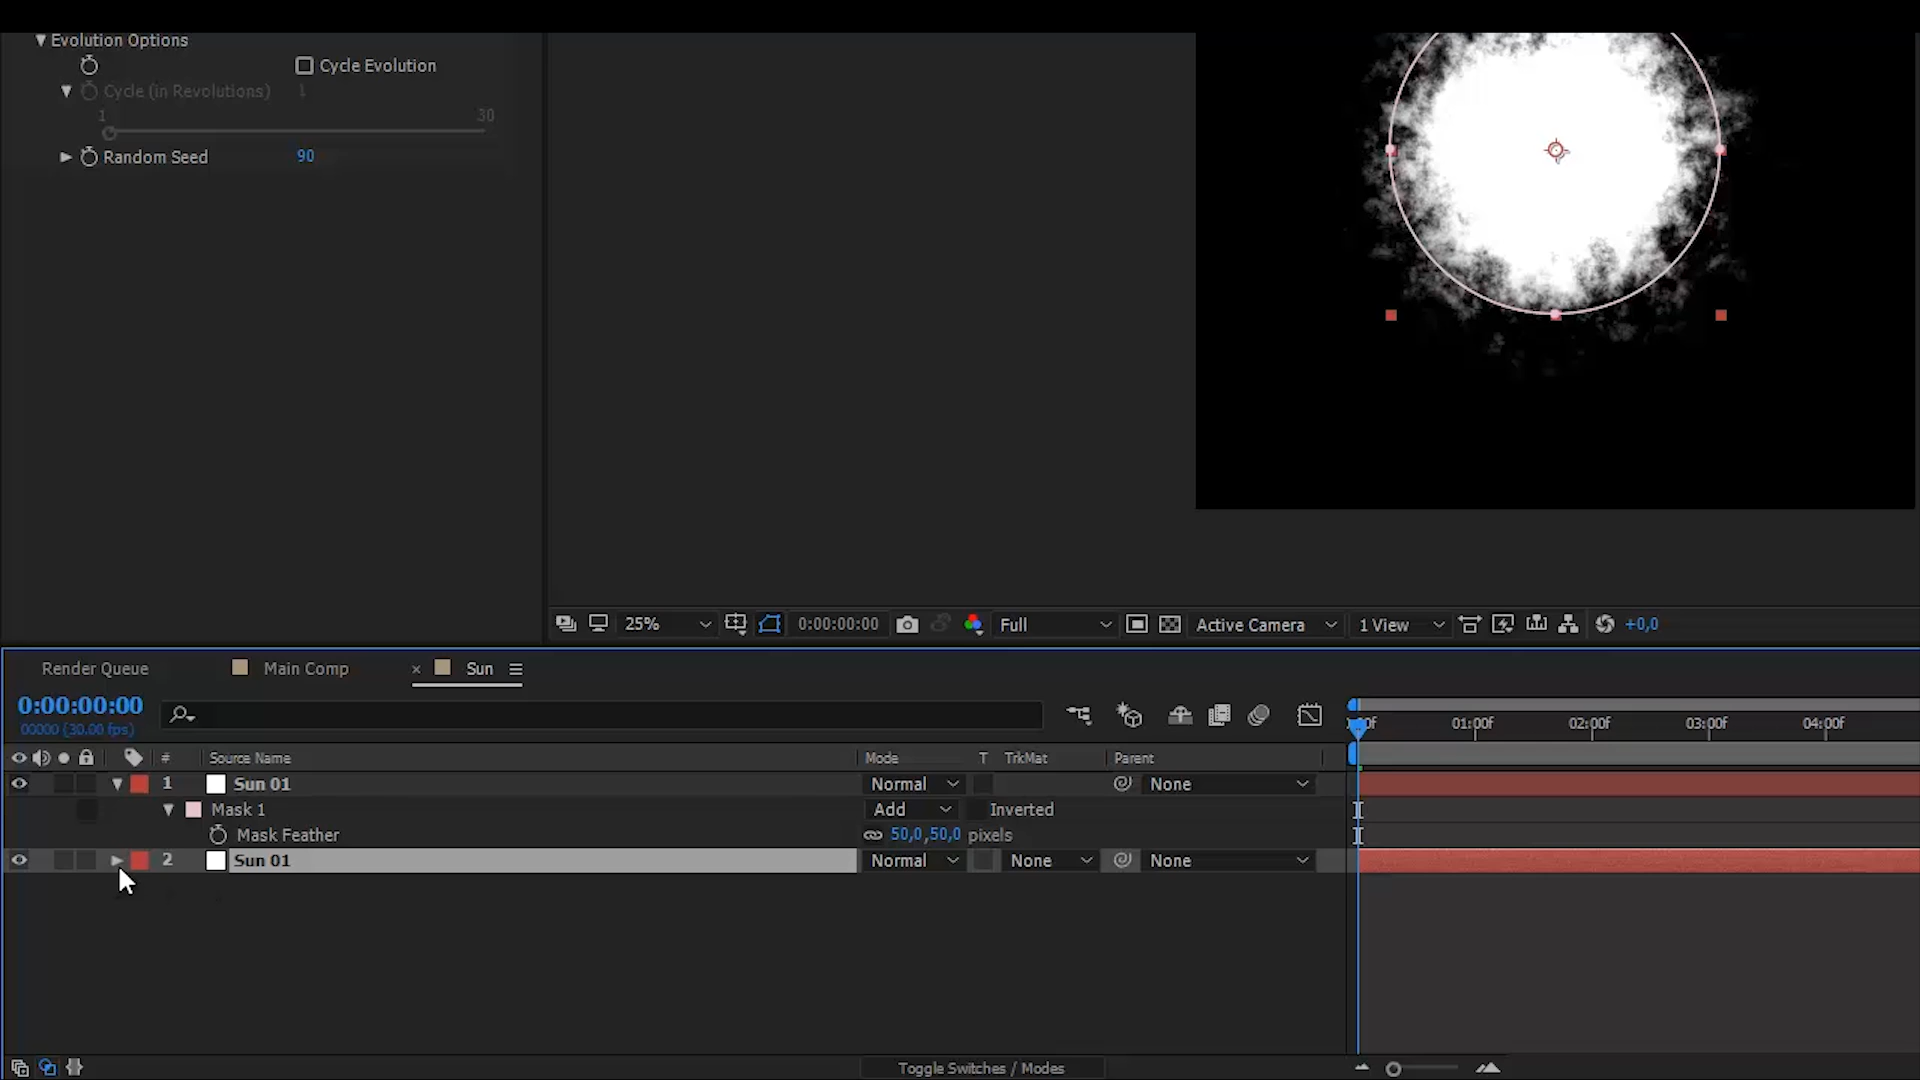 Evolution Options
Cycle Evolution
Cycle (in Revolutions) 1
1 30
Random Seed 90
25% 0:00:00:00 Full Active Camera 1 View +0,0
Render Queue Main Comp × Sun
0:00:00:00
00000 (30.00 fps)
01:00f 02:00f 03:00f 04:00f
# Source Name Mode T TrkMat Parent
1 Sun 01 Normal None
Mask 1 Add Inverted
Mask Feather 50,0,50,0 pixels
2 Sun 01 Normal None None
Toggle Switches / Modes